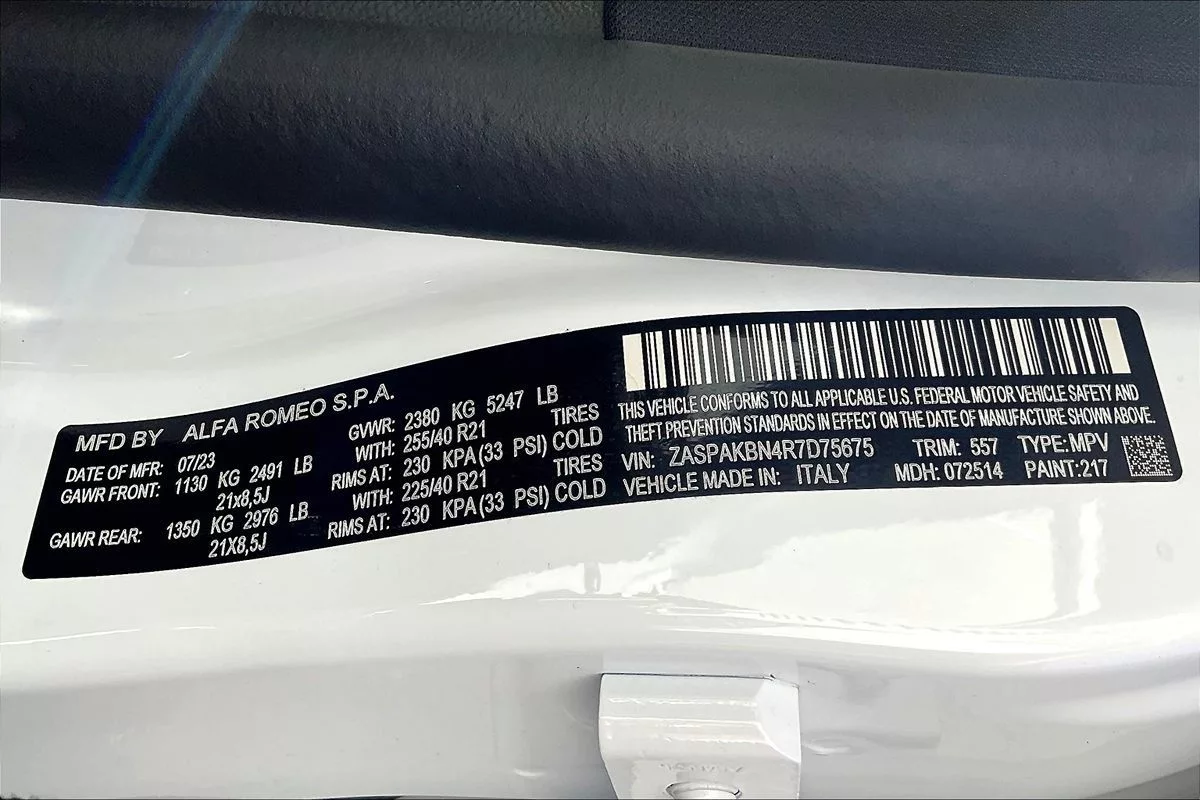 MFD BY ALFA ROMEO S.P.A.
DATE OF MFR: 07/23 GVWR: 2380 KG 5247 LB
GAWR FRONT: 1130 KG 2491 LB WITH: 255/40 R21 TIRES
21x8,5J RIMS AT: 230 KPA (33 PSI) COLD
GAWR REAR: 1350 KG 2976 LB WITH: 225/40 R21 TIRES
21X8,5J RIMS AT: 230 KPA (33 PSI) COLD
THIS VEHICLE CONFORMS TO ALL APPLICABLE U.S. FEDERAL MOTOR VEHICLE SAFETY AND
THEFT PREVENTION STANDARDS IN EFFECT ON THE DATE OF MANUFACTURE SHOWN ABOVE.
VIN: ZASPAKBN4R7D75675 TRIM: 557 TYPE: MPV
VEHICLE MADE IN: ITALY MDH: 072514 PAINT: 217